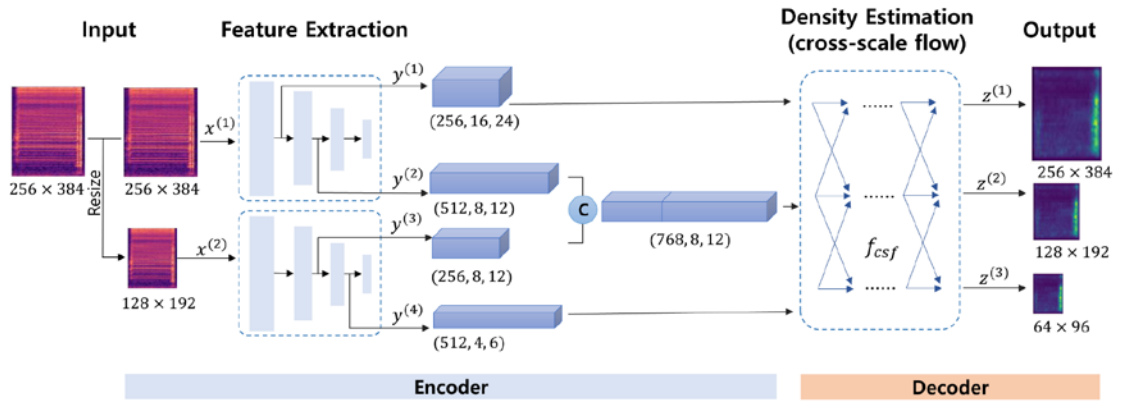 Input
Feature Extraction
Density Estimation
(cross-scale flow)
Output
256 × 384
Resize
256 × 384
x(1)
y(1)
(256, 16, 24)
y(2)
(512, 8, 12)
128 × 192
x(2)
y(3)
(256, 8, 12)
y(4)
(512, 4, 6)
C
(768, 8, 12)
......
......
......
fcsf
z(1)
256 × 384
z(2)
128 × 192
z(3)
64 × 96
Encoder
Decoder